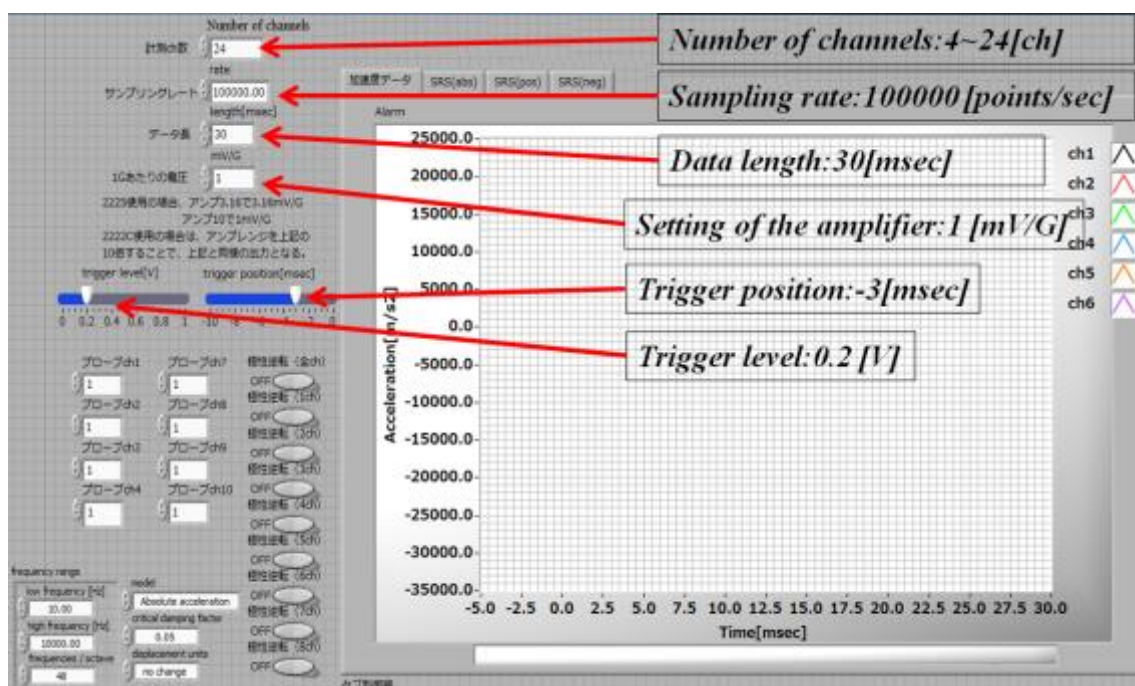 Number of channels
計測ch数
24
rate
サンプリングレート
100000.00
length[msec]
データ長
30
mV/G
1Gあたりの電圧
1
2225使用の場合、アンプ3.16で3.16mV/G
アンプ10で1mV/G
2222C使用の場合は、アンプレンジを上記の
10倍することで、上記と同様の出力となる。
trigger level[V]
trigger position[msec]
0 0.2 0.4 0.6 0.8 1
-10 -8
プローブch1 プローブch7 極性逆転 (全ch)
1 1 OFF
極性逆転 (1ch)
プローブch2 プローブch8 OFF
1 1 極性逆転 (2ch)
プローブch3 プローブch9 OFF
極性逆転 (3ch)
1 1 OFF
プローブch4 プローブch10
極性逆転 (4ch)
1 1 OFF
極性逆転 (5ch)
OFF
極性逆転 (6ch)
OFF
極性逆転 (7ch)
OFF
極性逆転 (8ch)
OFF
frequency range
low frequency [Hz]
10.00
high frequency [Hz]
10000.00
frequencies / octave
48
model
Absolute acceleration
critical damping factor
0.05
displacement units
no change
加速度データ SRS(abs) SRS(pos) SRS(neg)
Alarm
Number of channels:4~24[ch]
Sampling rate:100000 [points/sec]
Data length:30[msec]
Setting of the amplifier:1 [mV/G]
Trigger position:-3[msec]
Trigger level:0.2 [V]
25000.0
20000.0
15000.0
10000.0
5000.0
0.0
-5000.0
-10000.0
-15000.0
-20000.0
-25000.0
-30000.0
-35000.0
Acceleration[m/s2]
-5.0 -2.5 0.0 2.5 5.0 7.5 10.0 12.5 15.0 17.5 20.0 22.5 25.0 27.5 30.0
Time[msec]
ch1
ch2
ch3
ch4
ch5
ch6